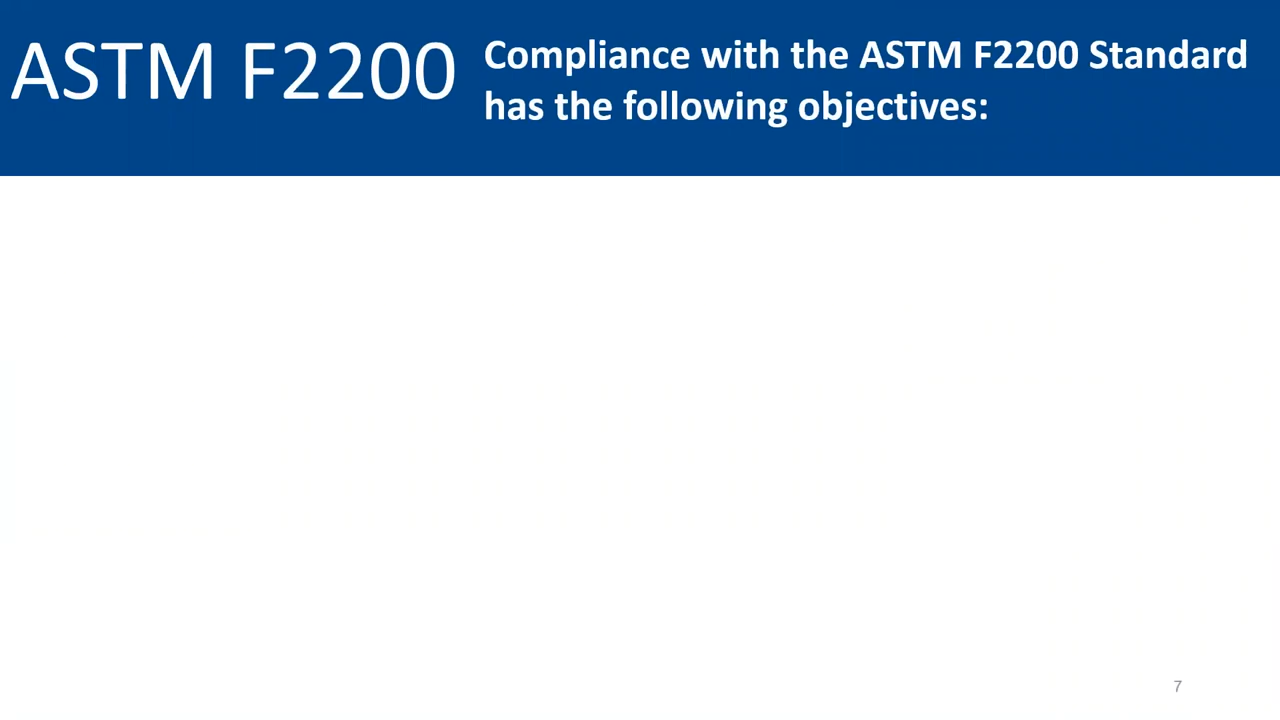 ASTM F2200
Compliance with the ASTM F2200 Standard
has the following objectives:
7